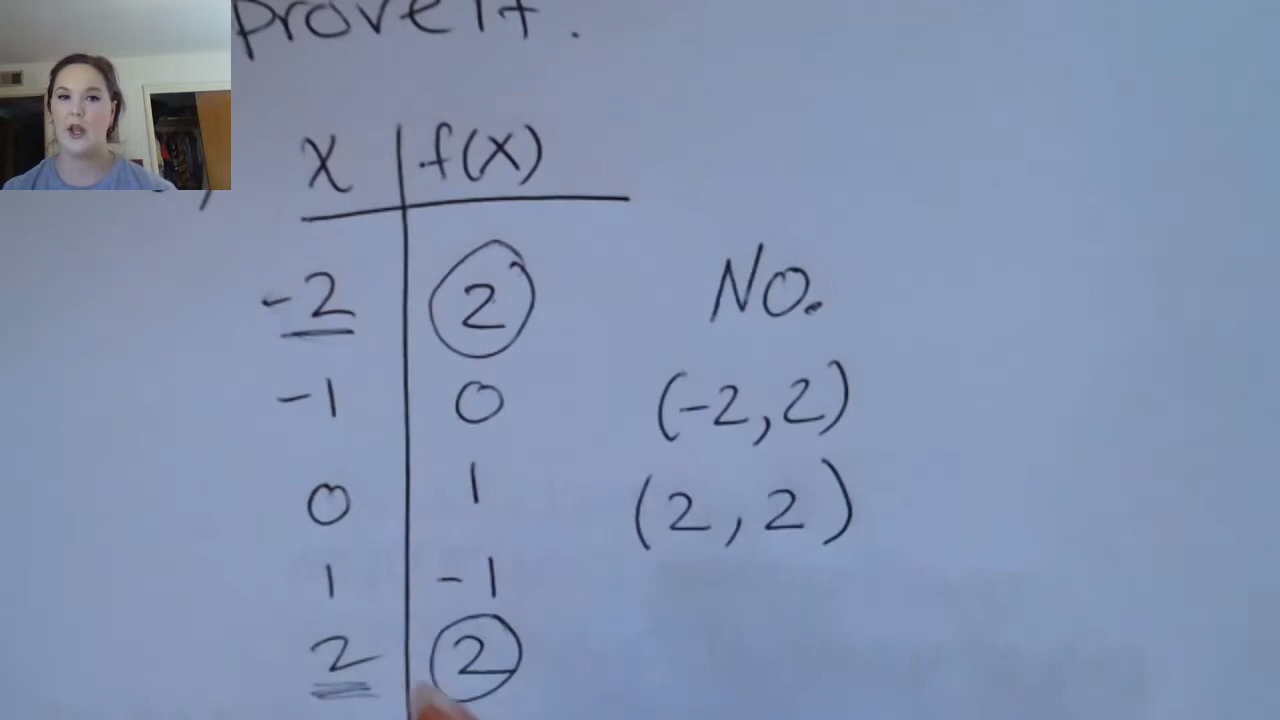 prove it.
x f(x)
-2 2 No.
-1 0 (-2,2)
0 1 (2,2)
1 -1
2 2